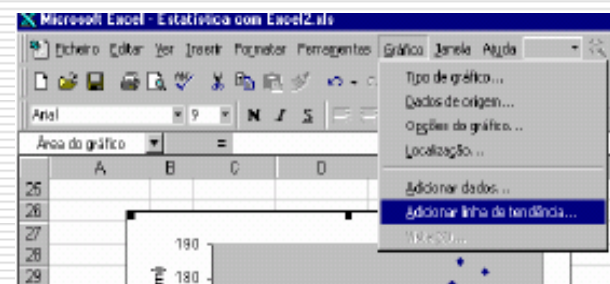 Microsoft Excel - Estatística com Excel2.xls
Ficheiro Editar Ver Inserir Formatar Ferramentas Gráfico Janela Ajuda
Tipo de gráfico...
Dados de origem...
Opções do gráfico...
Localização...
Adicionar dados...
Adicionar linha de tendência...
Vista 3D...
Arial 9 N I S
Área do gráfico =
A B C D
25
26
27
28
29
190
180